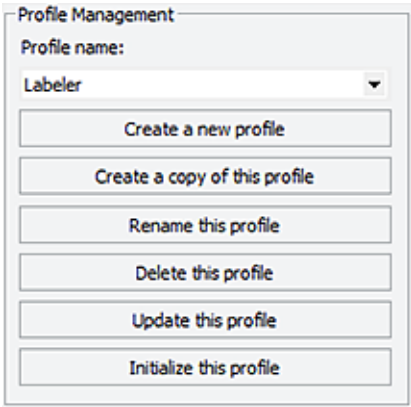 Profile Management
Profile name:
Labeler
Create a new profile
Create a copy of this profile
Rename this profile
Delete this profile
Update this profile
Initialize this profile